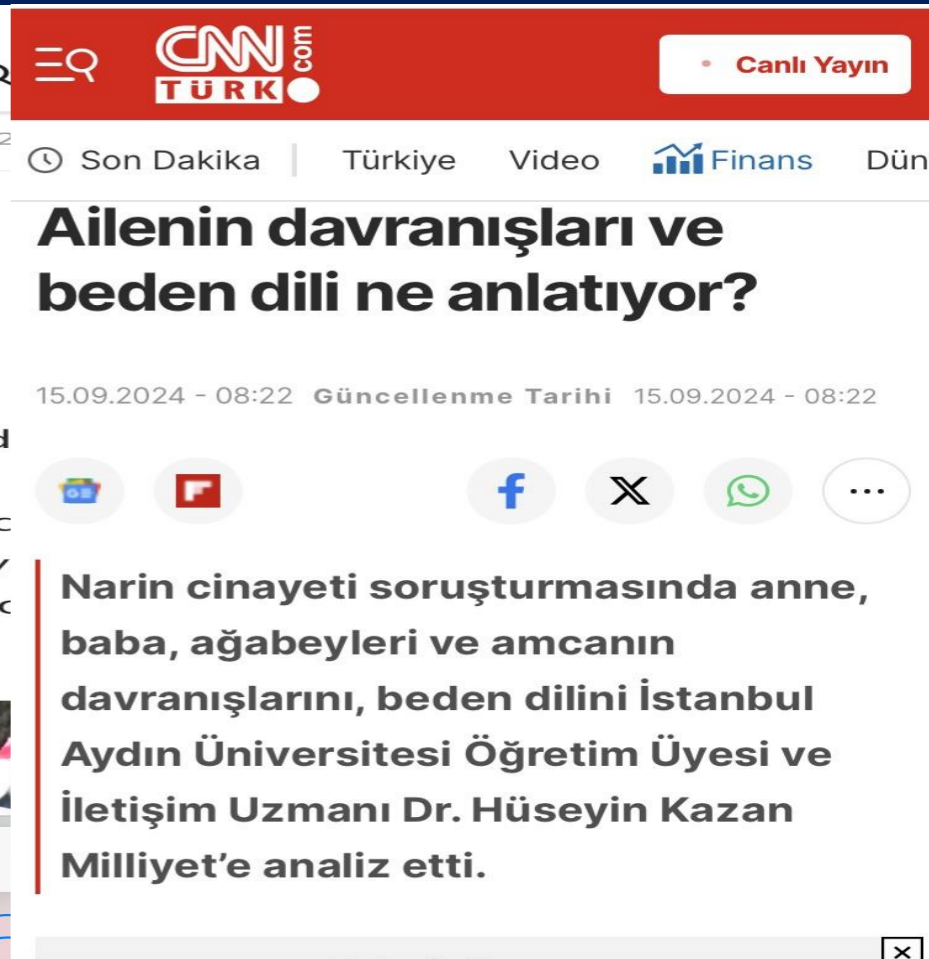 CNN
TÜRK
com
Canlı Yayın
Son Dakika Türkiye Video Finans Dün
Ailenin davranışları ve
beden dili ne anlatıyor?
15.09.2024 - 08:22 Güncellenme Tarihi 15.09.2024 - 08:22
Narin cinayeti soruşturmasında anne,
baba, ağabeyleri ve amcanın
davranışlarını, beden dilini İstanbul
Aydın Üniversitesi Öğretim Üyesi ve
İletişim Uzmanı Dr. Hüseyin Kazan
Milliyet’e analiz etti.